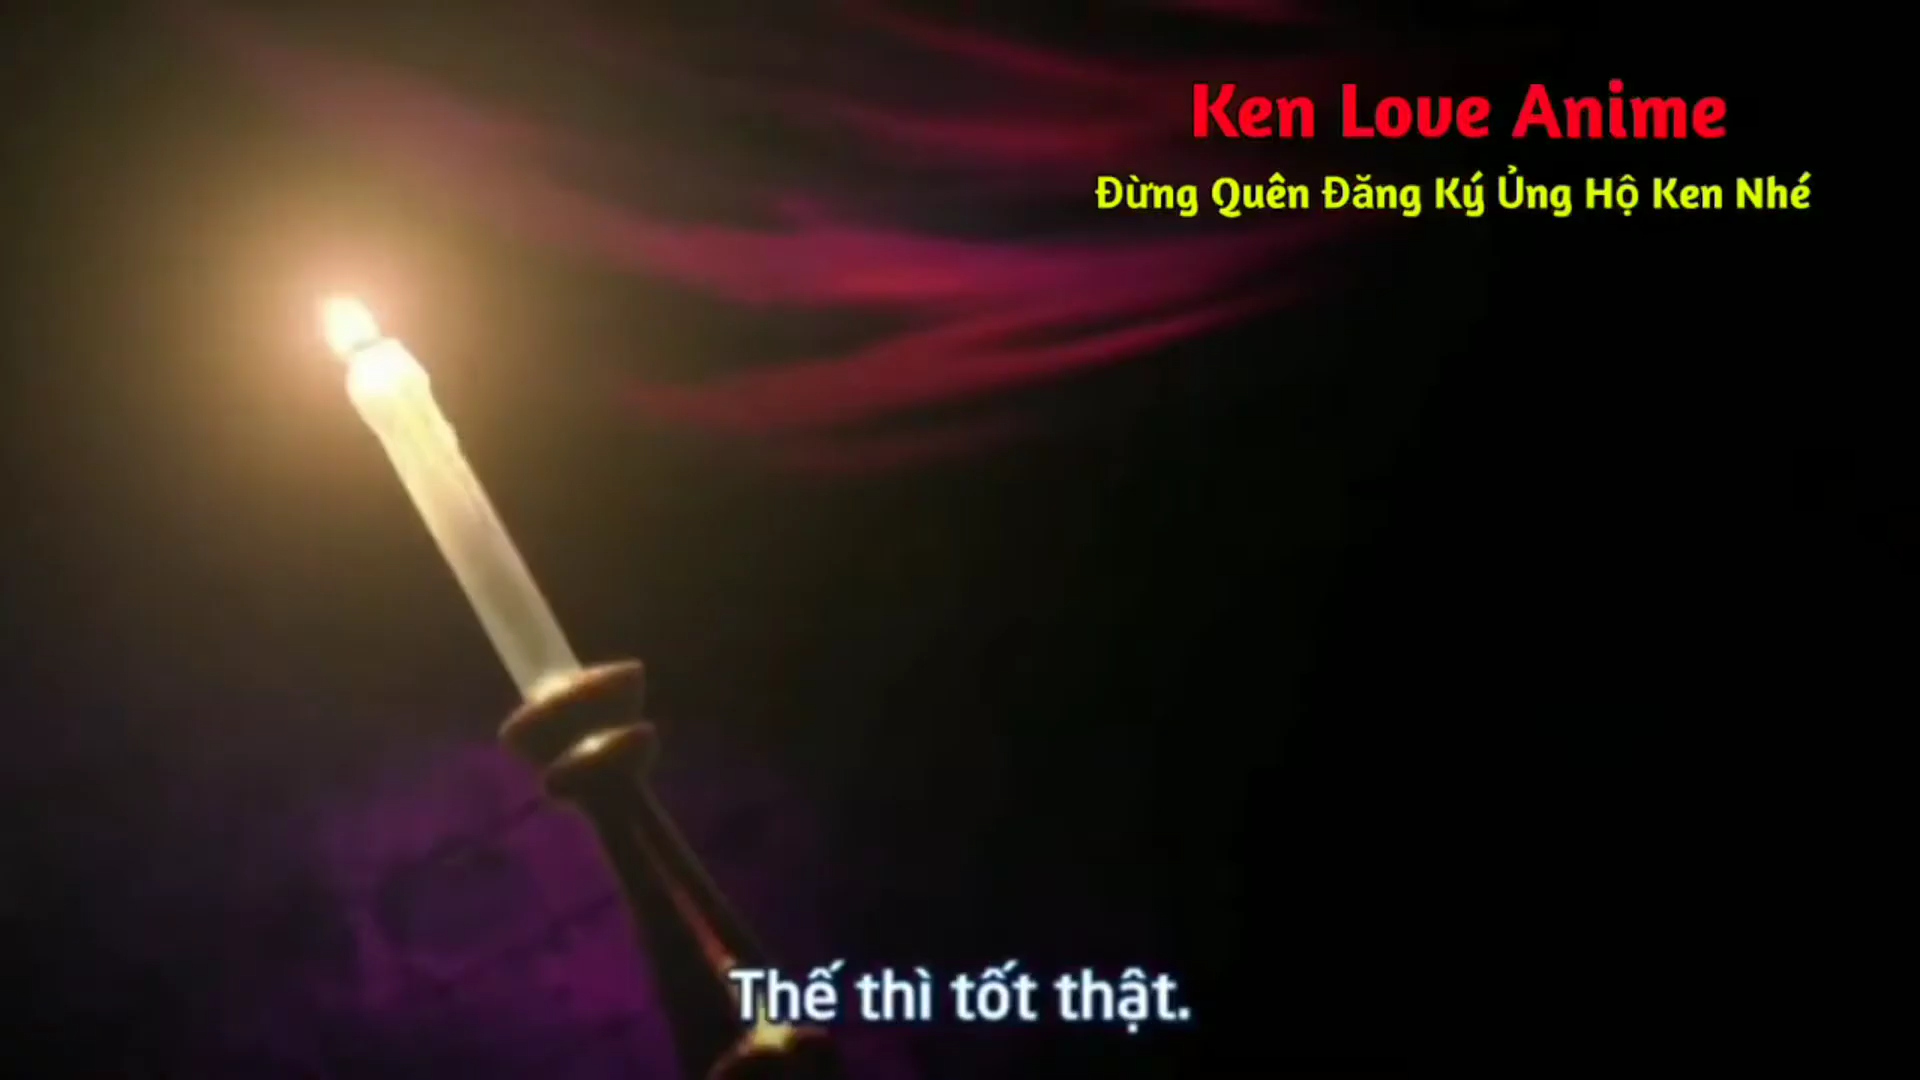 Ken Love Anime
Đừng Quên Đăng Ký Ủng Hộ Ken Nhé
Thế thì tốt thật.